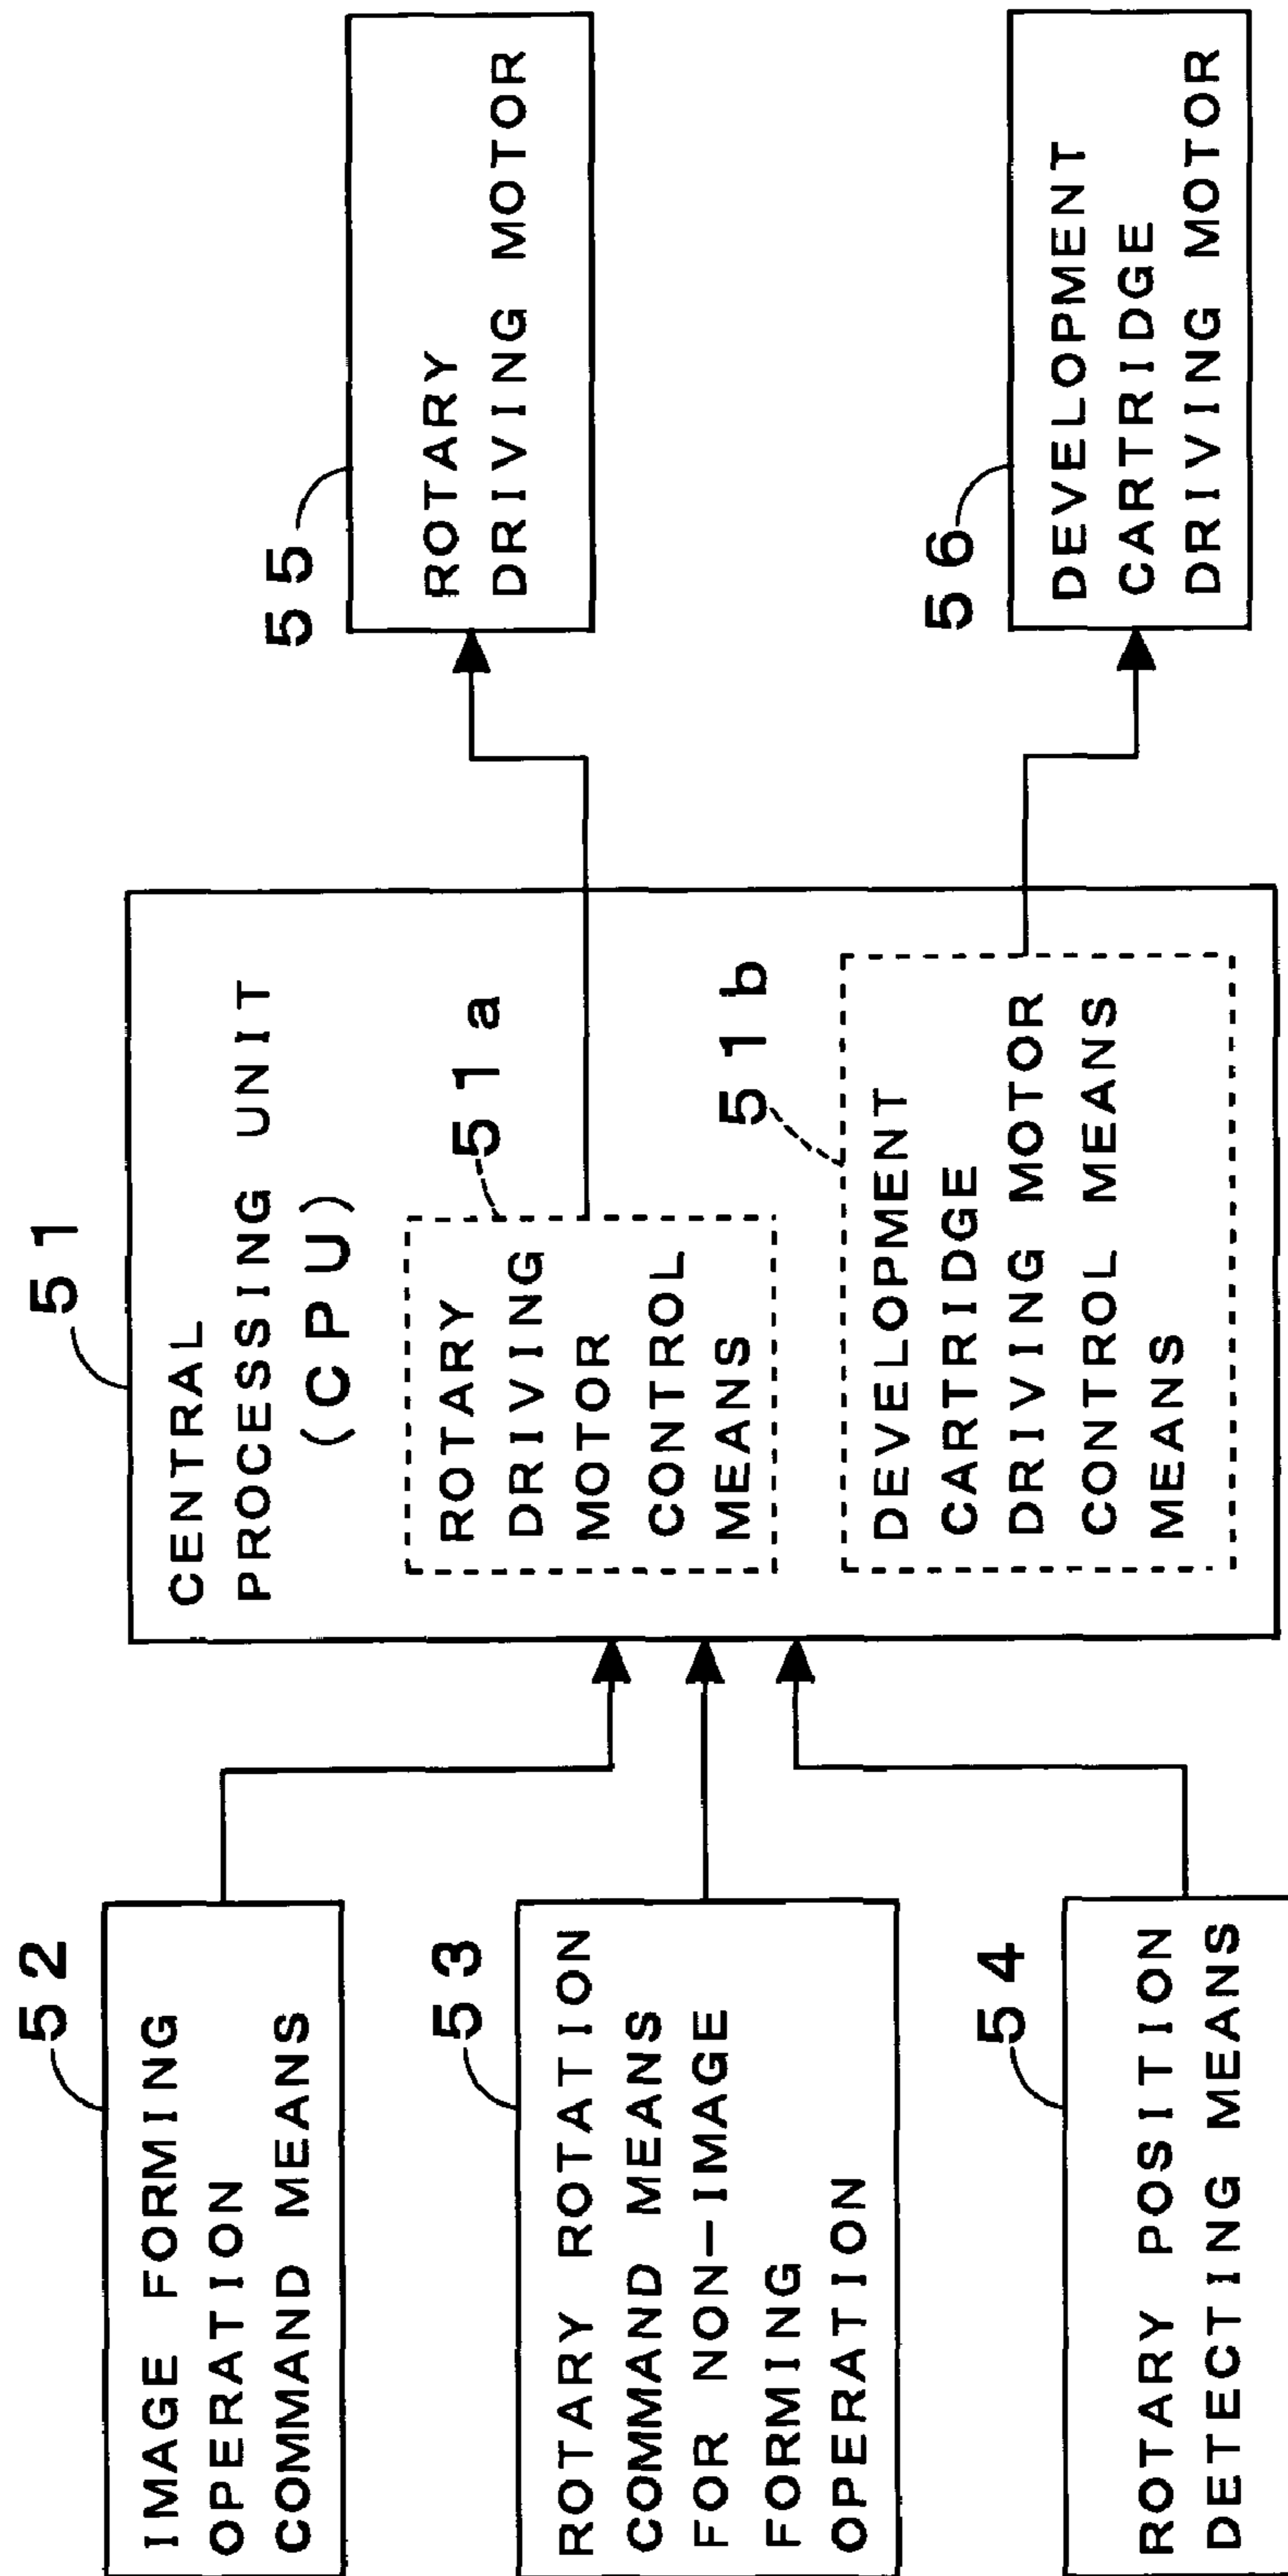 52
IMAGE FORMING
OPERATION
COMMAND MEANS
53
ROTARY ROTATION
COMMAND MEANS
FOR NON-IMAGE
FORMING
OPERATION
54
ROTARY POSITION
DETECTING MEANS
51
CENTRAL
PROCESSING UNIT
(CPU)
51a
ROTARY
DRIVING
MOTOR
CONTROL
MEANS
51b
DEVELOPMENT
CARTRIDGE
DRIVING MOTOR
CONTROL MEANS
MEANS
55
ROTARY
DRIVING MOTOR
56
DEVELOPMENT
CARTRIDGE
DRIVING MOTOR